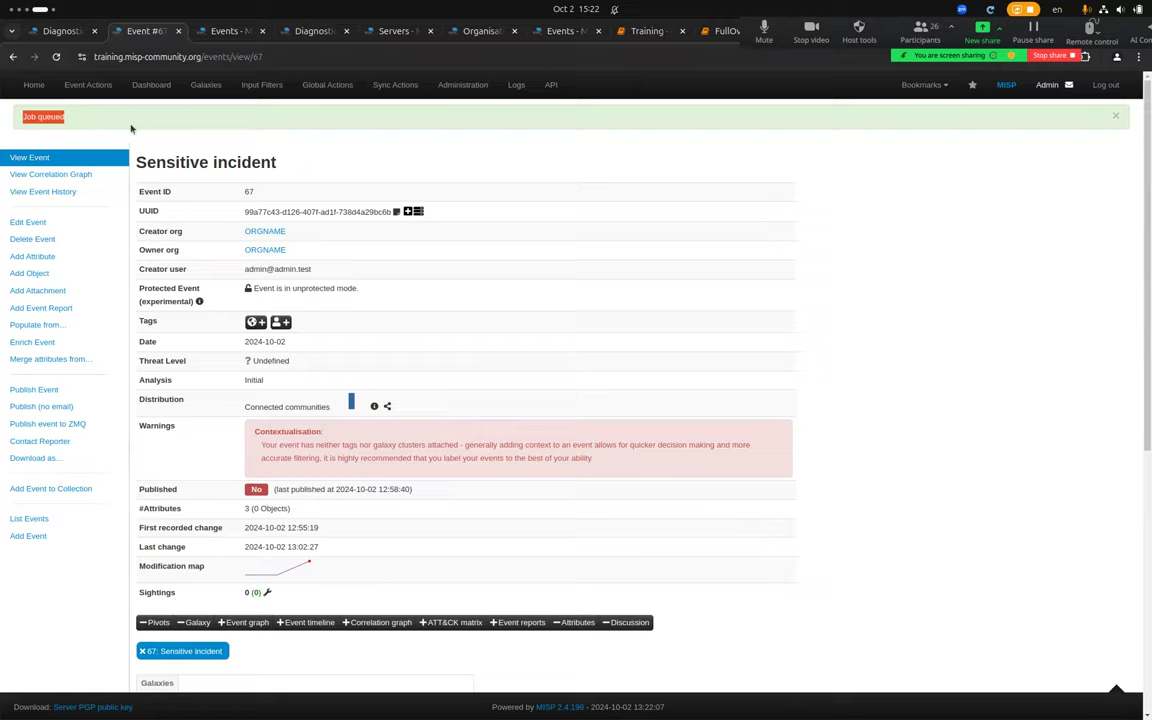 Oct 2 15:22
en
Diagnosti
Event #67
Events - M
Diagnostic
Servers - M
Organisat
Events - M
Training -
FullOv
Mute
Stop video
Host tools
Participants
26
New share
Pause share
Remote control
AI Co
training.misp-community.org/events/view/67
You are screen sharing
Stop share
Home
Event Actions
Dashboard
Galaxies
Input Filters
Global Actions
Sync Actions
Administration
Logs
API
Bookmarks
MISP
Admin
Log out
Job queued
×
View Event
View Correlation Graph
View Event History
Edit Event
Delete Event
Add Attribute
Add Object
Add Attachment
Add Event Report
Populate from…
Enrich Event
Merge attributes from…
Publish Event
Publish (no email)
Publish event to ZMQ
Contact Reporter
Download as…
Add Event to Collection
List Events
Add Event
Sensitive incident
Event ID 67
UUID 99a77c43-d126-407f-ad1f-738d4a29bc6b
Creator org ORGNAME
Owner org ORGNAME
Creator user admin@admin.test
Protected Event (experimental) Event is in unprotected mode.
Tags
Date 2024-10-02
Threat Level ? Undefined
Analysis Initial
Distribution Connected communities
Warnings
Contextualisation:
Your event has neither tags nor galaxy clusters attached - generally adding context to an event allows for quicker decision making and more
accurate filtering, it is highly recommended that you label your events to the best of your ability
Published No (last published at 2024-10-02 12:58:40)
#Attributes 3 (0 Objects)
First recorded change 2024-10-02 12:55:19
Last change 2024-10-02 13:02:27
Modification map
Sightings 0 (0)
Pivots Galaxy Event graph Event timeline Correlation graph ATT&CK matrix Event reports Attributes Discussion
67: Sensitive incident
Galaxies
Download: Server PGP public key
Powered by MISP 2.4.196 - 2024-10-02 13:22:07